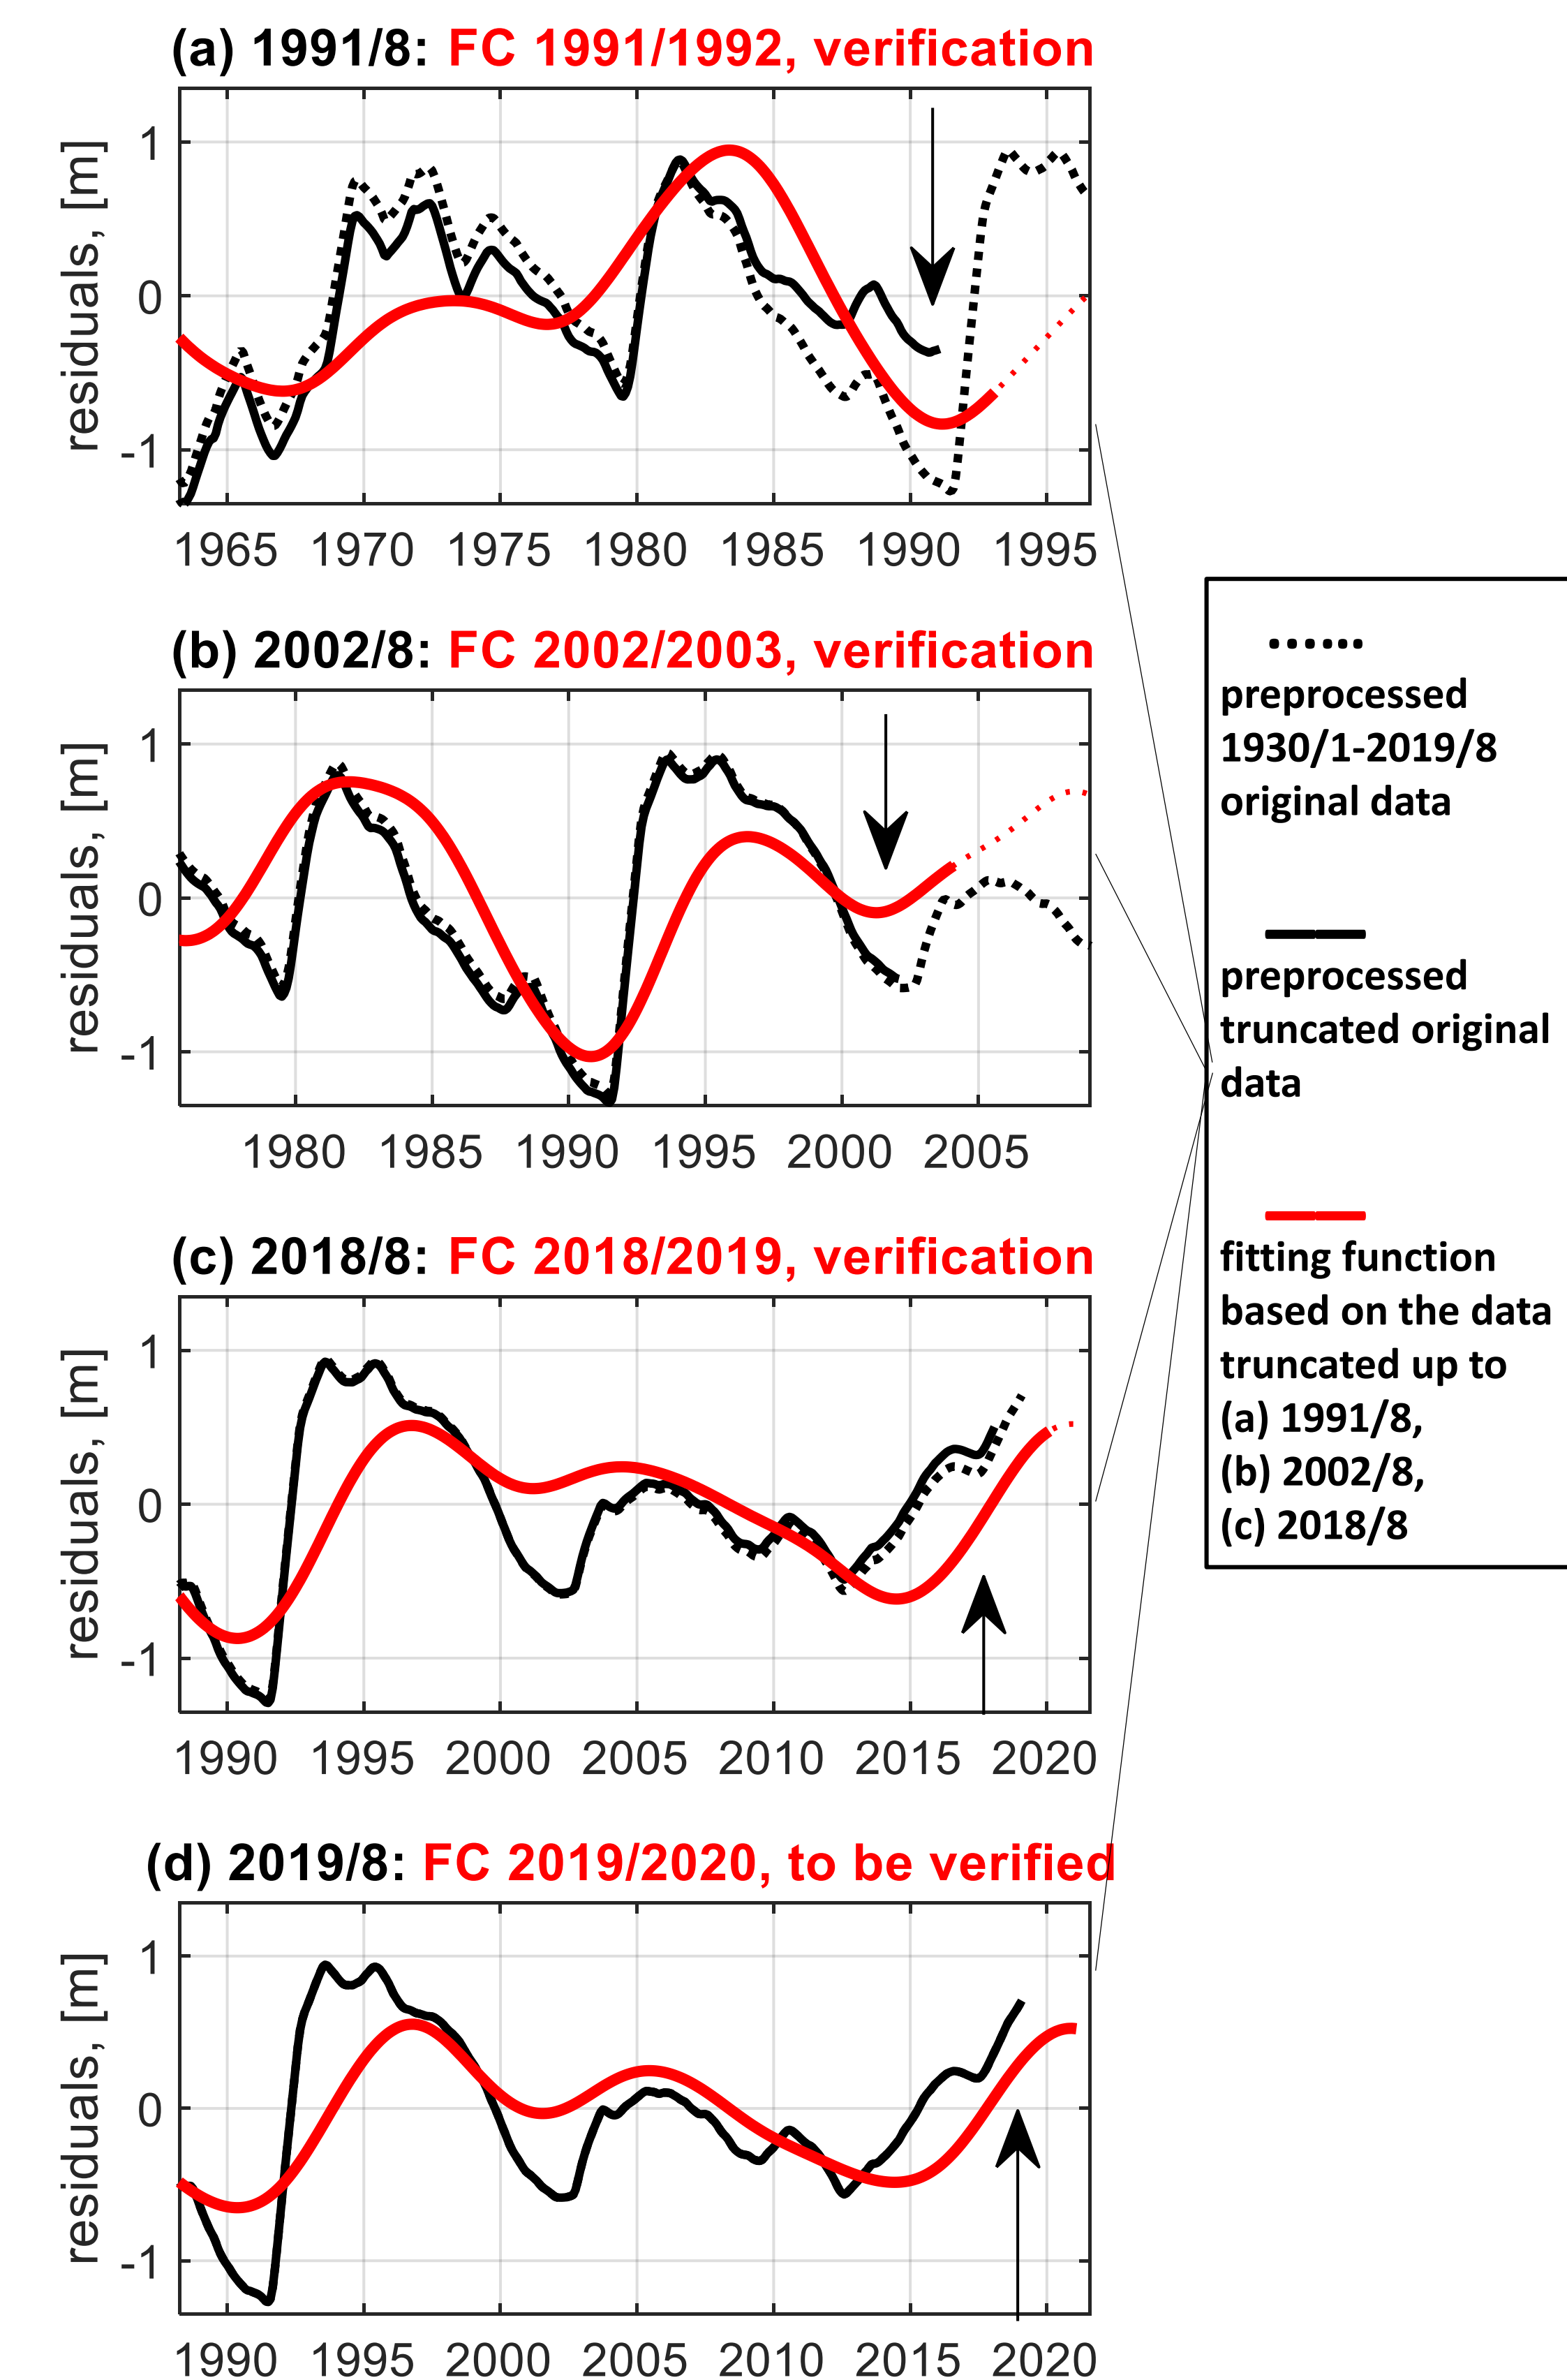 (a) 1991/8: FC 1991/1992, verification
residuals, [m]
1
0
-1
1965 1970 1975 1980 1985 1990 1995
(b) 2002/8: FC 2002/2003, verification
residuals, [m]
1
0
-1
1980 1985 1990 1995 2000 2005
(c) 2018/8: FC 2018/2019, verification
residuals, [m]
1
0
-1
1990 1995 2000 2005 2010 2015 2020
(d) 2019/8: FC 2019/2020, to be verified
residuals, [m]
1
0
-1
1990 1995 2000 2005 2010 2015 2020
preprocessed
1930/1-2019/8
original data
preprocessed
truncated original
data
fitting function
based on the data
truncated up to
(a) 1991/8,
(b) 2002/8,
(c) 2018/8